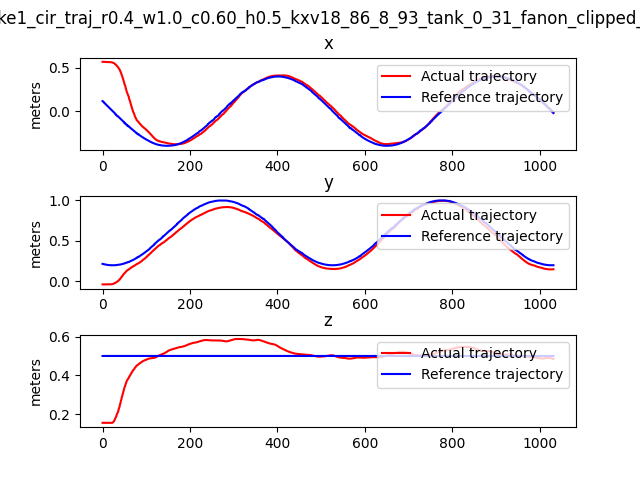 ke1_cir_traj_r0.4_w1.0_c0.60_h0.5_kxv18_86_8_93_tank_0_31_fanon_clipped_
x
0.5
0.0
meters
Actual trajectory
Reference trajectory
0 200 400 600 800 1000
y
1.0
0.5
0.0
meters
Actual trajectory
Reference trajectory
0 200 400 600 800 1000
z
0.6
0.4
0.2
meters
Actual trajectory
Reference trajectory
0 200 400 600 800 1000